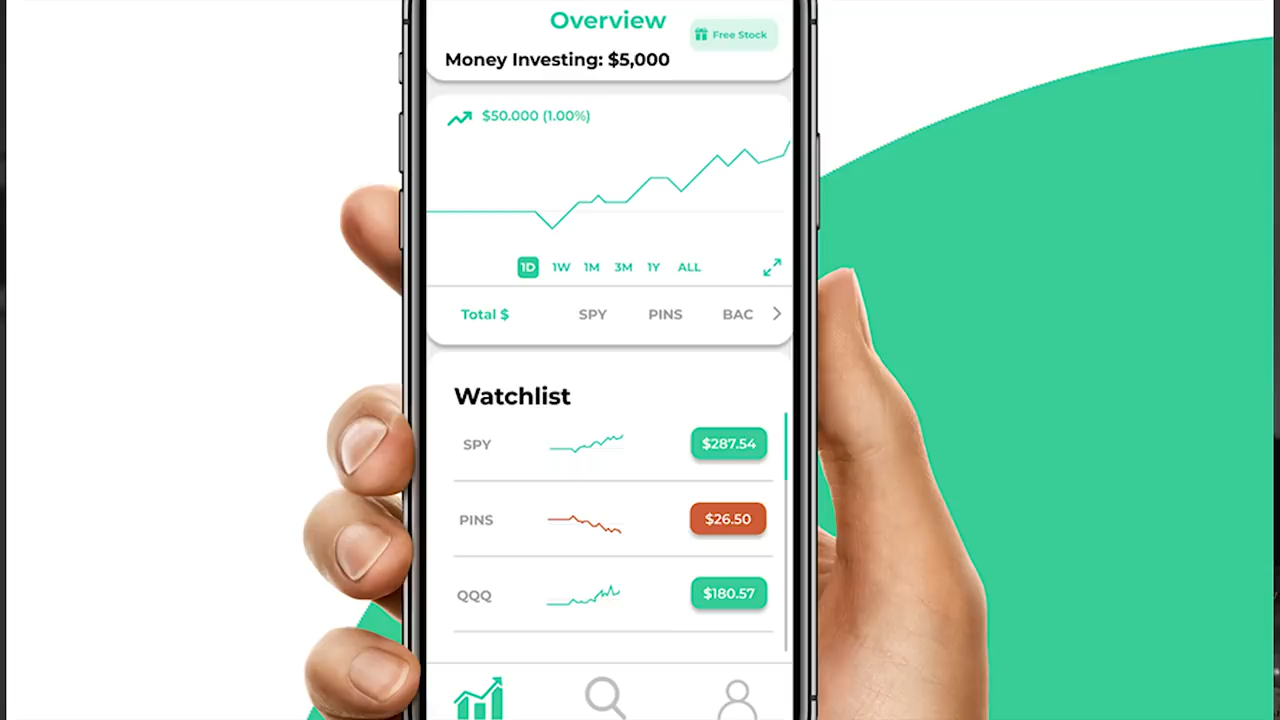 Overview
Free Stock
Money Investing: $5,000
$50.000 (1.00%)
1D 1W 1M 3M 1Y ALL
Total $ SPY PINS BAC
Watchlist
SPY $287.54
PINS $26.50
QQQ $180.57